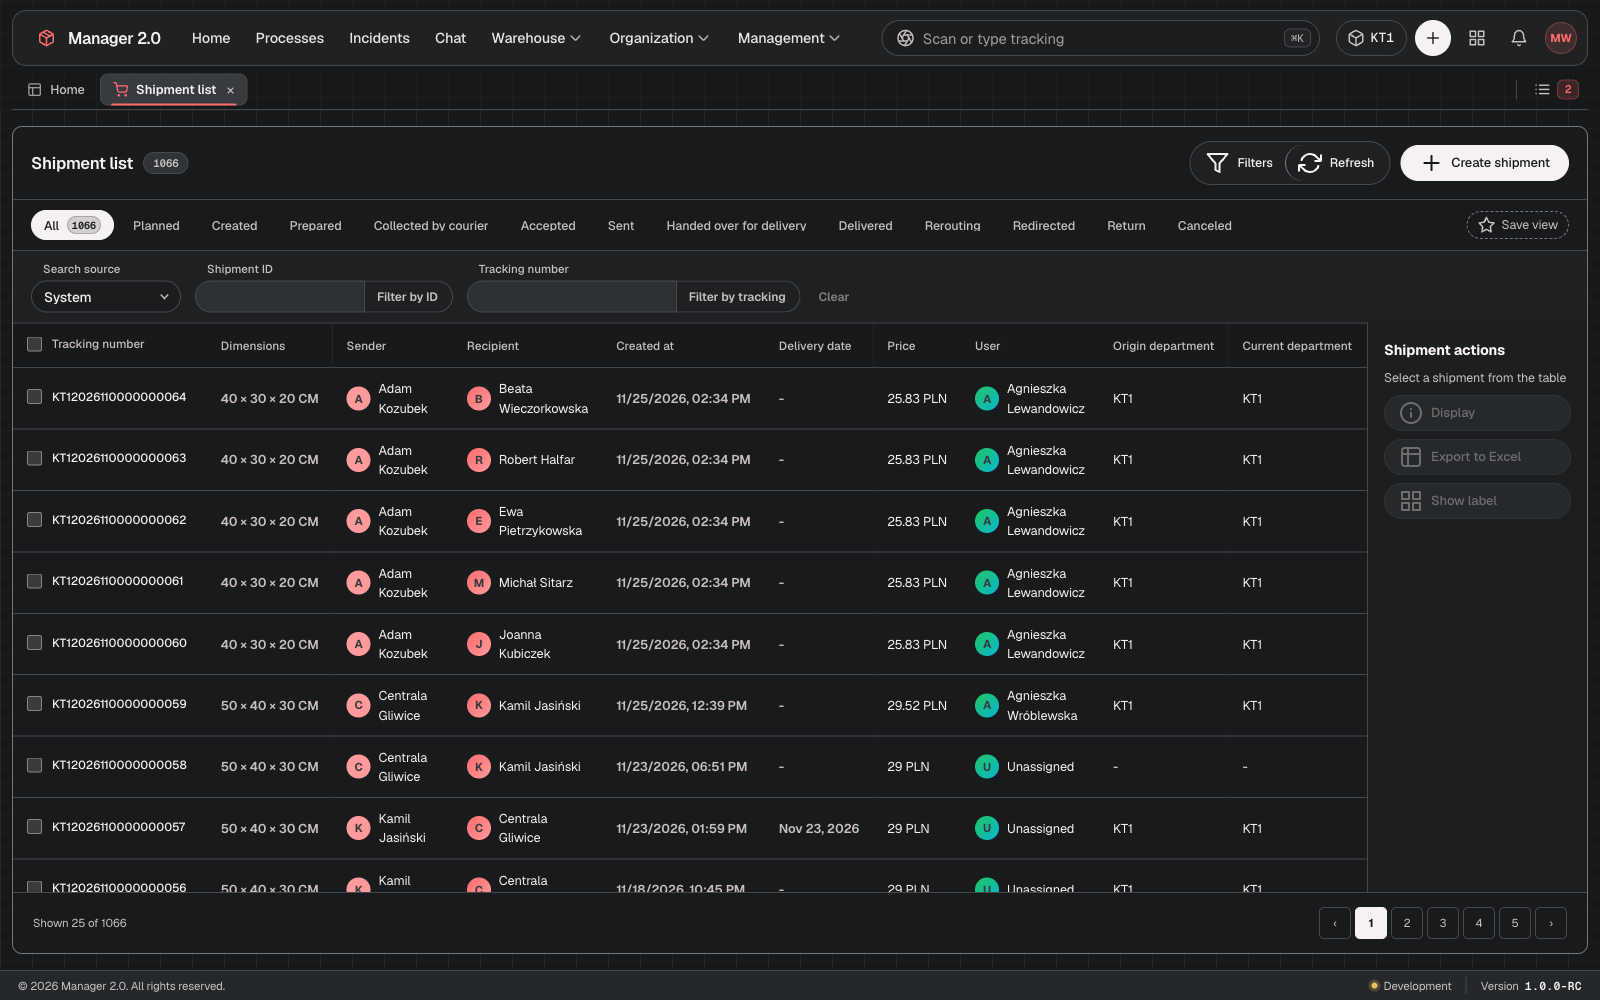 Manager 2.0
Home
Processes
Incidents
Chat
Warehouse
Organization
Management
Scan or type tracking
⌘K
KT1
MW
Home
Shipment list ×
2
Shipment list 1066
Filters
Refresh
Create shipment
All 1066
Planned
Created
Prepared
Collected by courier
Accepted
Sent
Handed over for delivery
Delivered
Rerouting
Redirected
Return
Canceled
Save view
Search source
System
Shipment ID
Filter by ID
Tracking number
Filter by tracking
Clear
Tracking number Dimensions Sender Recipient Created at Delivery date Price User Origin department Current department
KT12026110000000064 40 × 30 × 20 CM A Adam Kozubek B Beata Wieczorkowska 11/25/2026, 02:34 PM - 25.83 PLN A Agnieszka Lewandowicz KT1 KT1
KT12026110000000063 40 × 30 × 20 CM A Adam Kozubek R Robert Halfar 11/25/2026, 02:34 PM - 25.83 PLN A Agnieszka Lewandowicz KT1 KT1
KT12026110000000062 40 × 30 × 20 CM A Adam Kozubek E Ewa Pietrzykowska 11/25/2026, 02:34 PM - 25.83 PLN A Agnieszka Lewandowicz KT1 KT1
KT12026110000000061 40 × 30 × 20 CM A Adam Kozubek M Michał Sitarz 11/25/2026, 02:34 PM - 25.83 PLN A Agnieszka Lewandowicz KT1 KT1
KT12026110000000060 40 × 30 × 20 CM A Adam Kozubek J Joanna Kubiczek 11/25/2026, 02:34 PM - 25.83 PLN A Agnieszka Lewandowicz KT1 KT1
KT12026110000000059 50 × 40 × 30 CM C Centrala Gliwice K Kamil Jasiński 11/25/2026, 12:39 PM - 29.52 PLN A Agnieszka Wróblewska KT1 KT1
KT12026110000000058 50 × 40 × 30 CM C Centrala Gliwice K Kamil Jasiński 11/23/2026, 06:51 PM - 29 PLN U Unassigned - -
KT12026110000000057 50 × 40 × 30 CM K Kamil Jasiński C Centrala Gliwice 11/23/2026, 01:59 PM Nov 23, 2026 29 PLN U Unassigned KT1 KT1
KT12026110000000056 50 × 40 × 30 CM K Kamil C Centrala 11/18/2026, 10:45 PM - 29 PLN U Unassigned KT1 KT1
Shipment actions
Select a shipment from the table
Display
Export to Excel
Show label
Shown 25 of 1066
‹ 1 2 3 4 5 ›
© 2026 Manager 2.0. All rights reserved.
Development
Version 1.0.0-RC